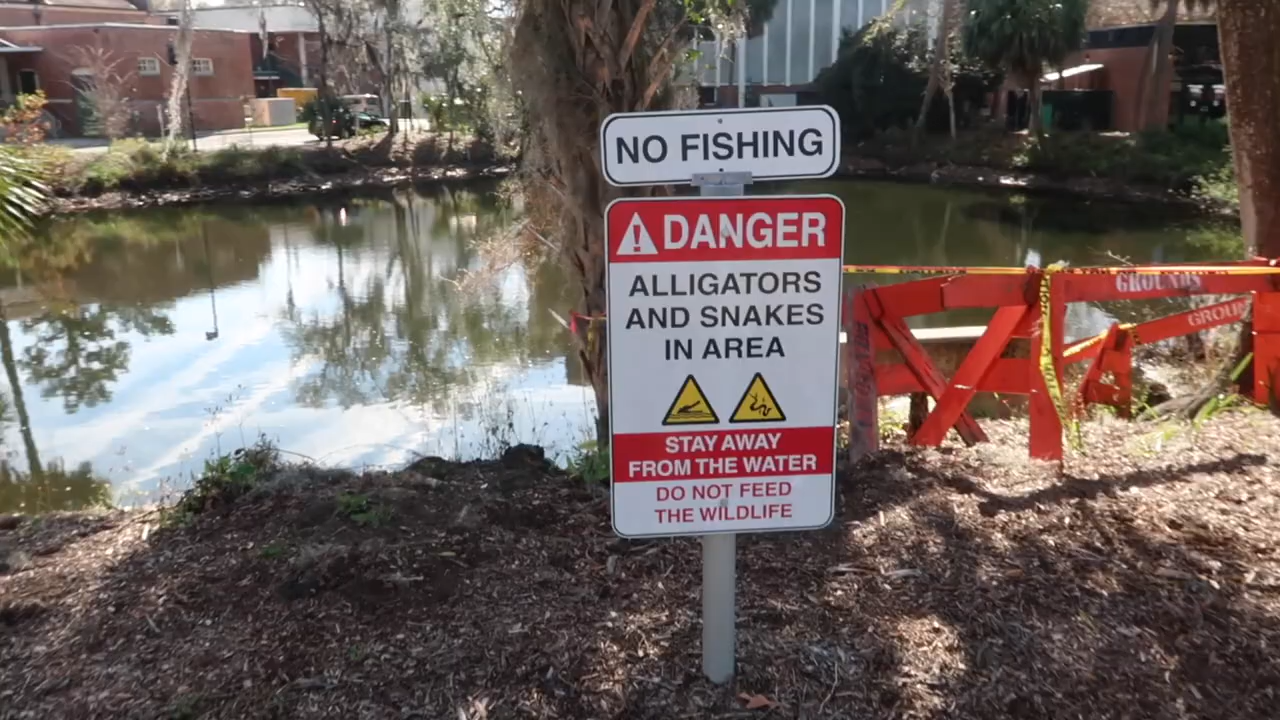 NO FISHING
DANGER
ALLIGATORS
AND SNAKES
IN AREA
STAY AWAY
FROM THE WATER
DO NOT FEED
THE WILDLIFE
GROUNDS